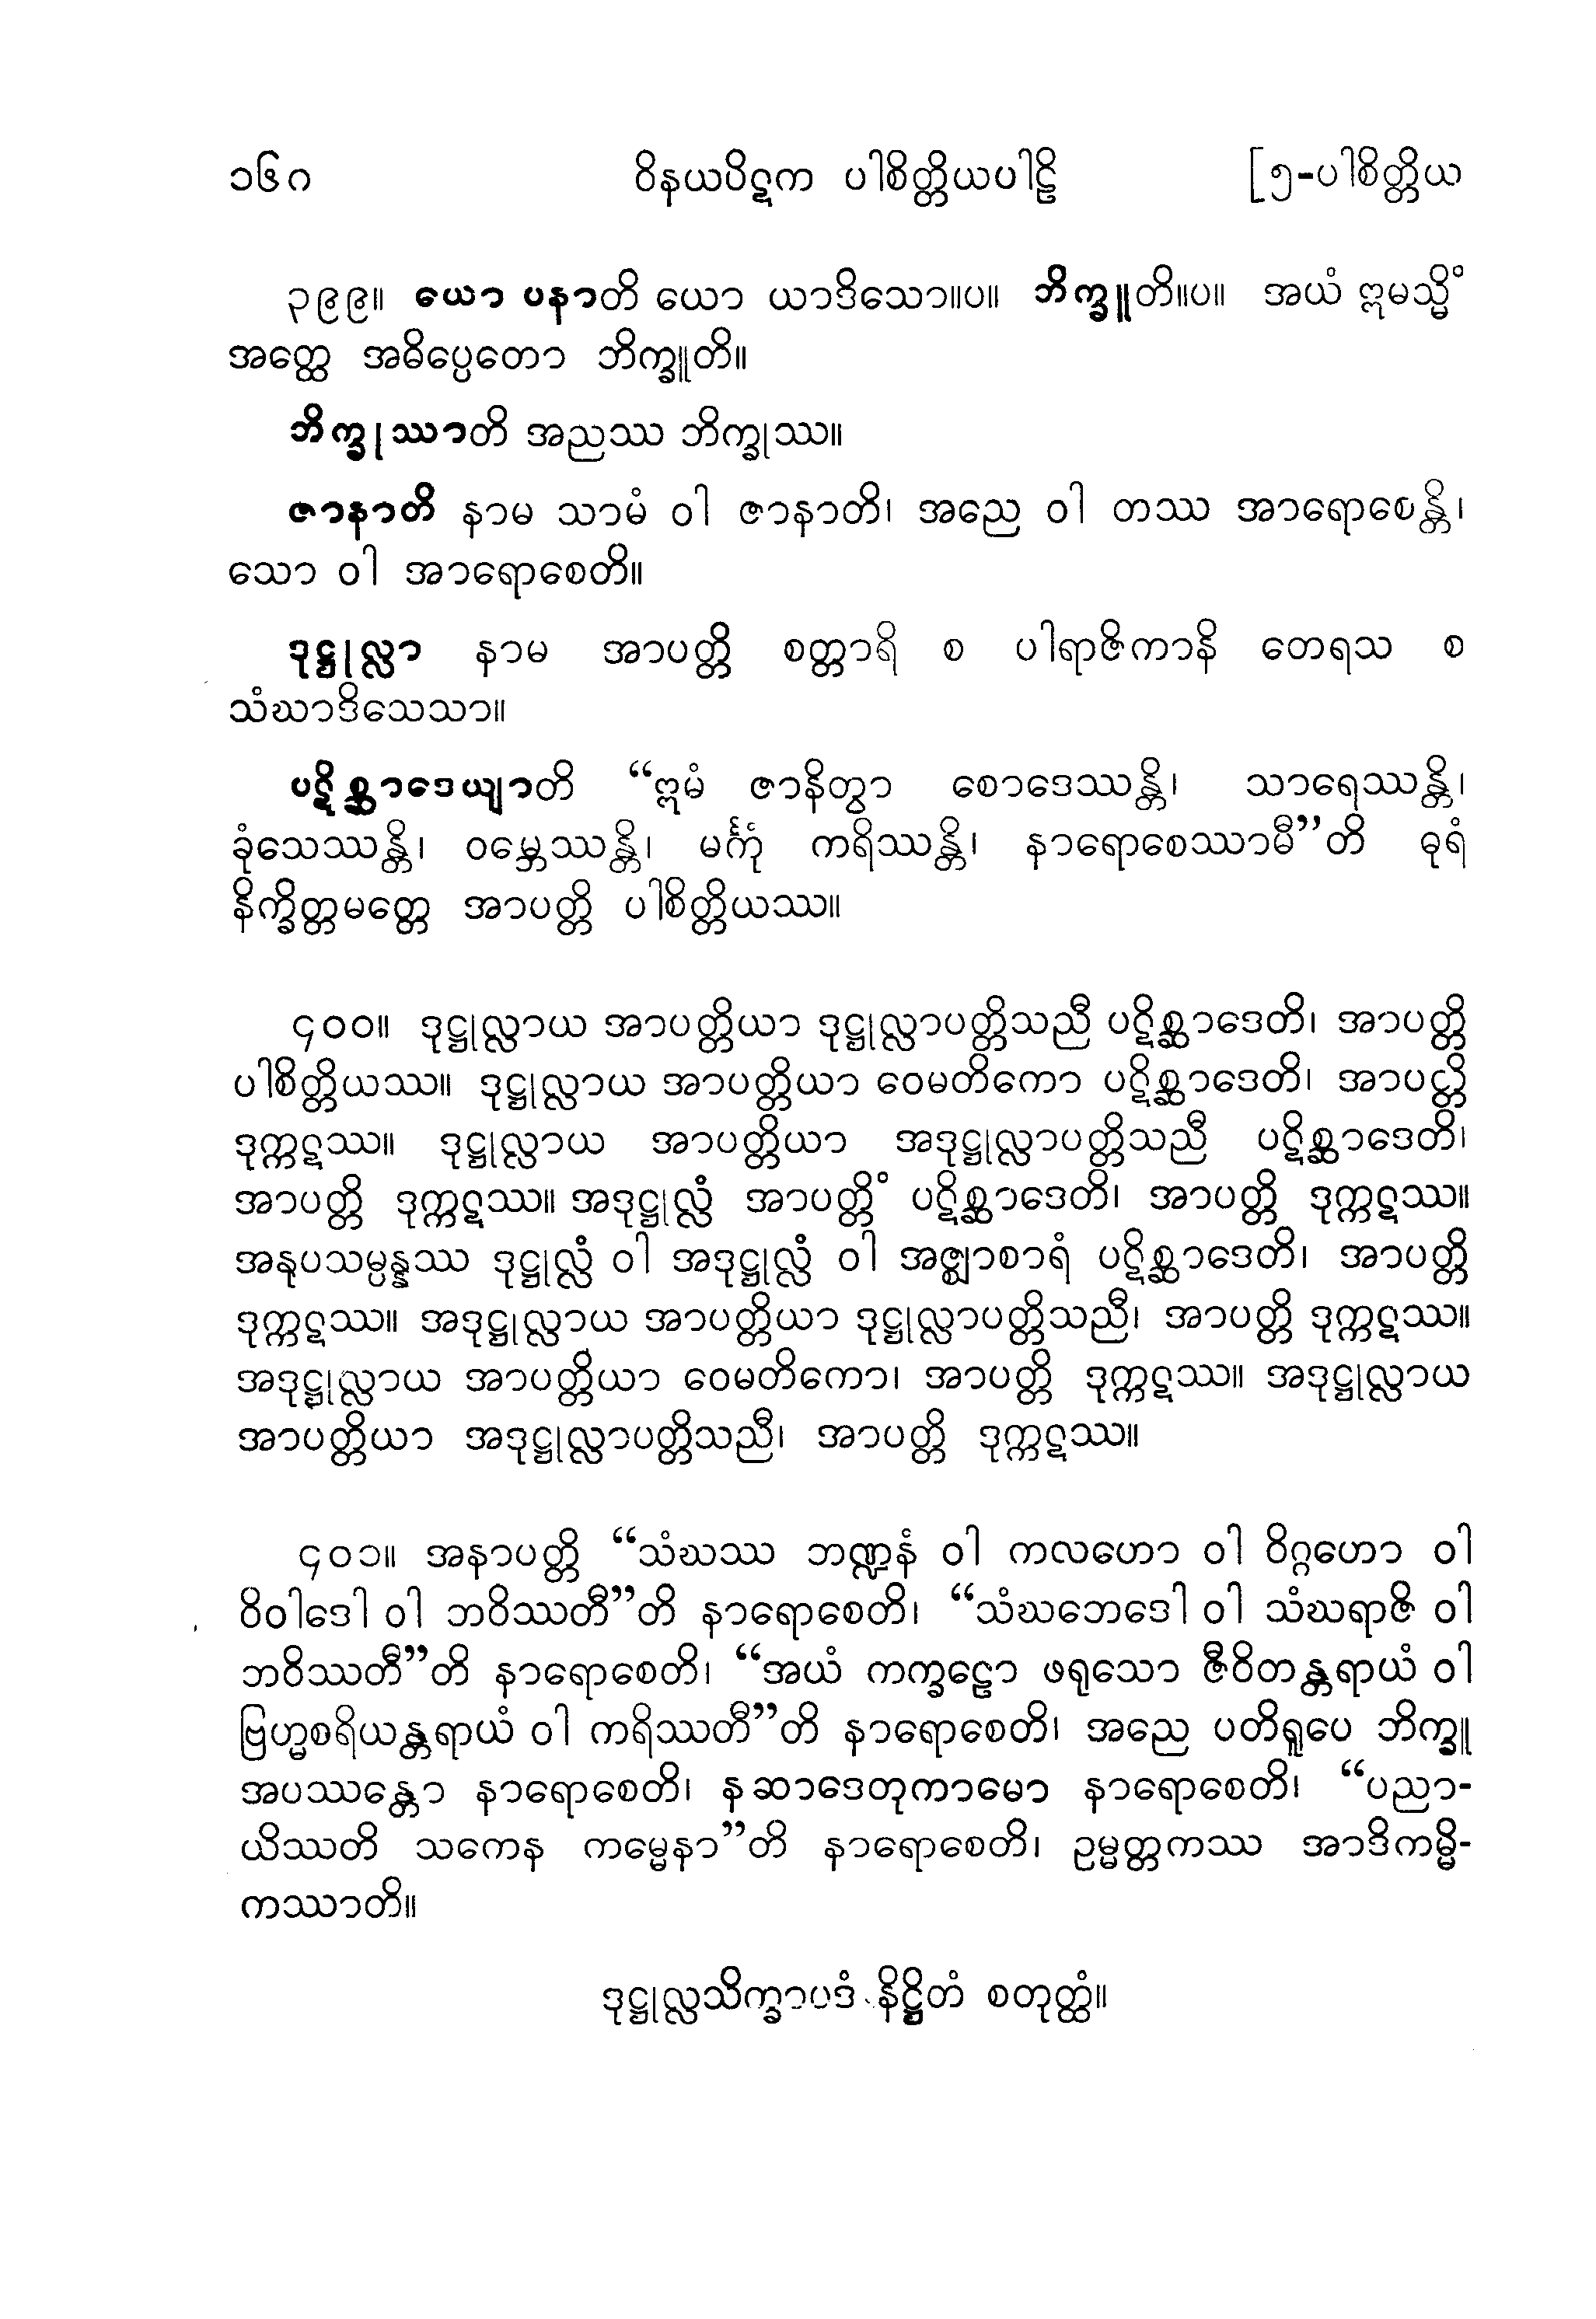 ၁၆ဂ ဝိနယပိဋက ပါစိတ္တိယပါဠိ [၅-ပါစိတ္တိယ
၃၉၉။ ယော ပနာတိ ယော ယာဒိသော။ပ။ ဘိက္ခူတိ။ပ။ အယံ ဣမသ္မိံ
အတ္ထေ အဓိပ္ပေတော ဘိက္ခူတိ။
ဘိက္ခုဿာတိ အညဿ ဘိက္ခုဿ။
ဇာနာတိ နာမ သာမံ ဝါ ဇာနာတိ၊ အညေ ဝါ တဿ အာရောစေန္တိ၊
သော ဝါ အာရောစေတိ။
ဒုဋ္ဌုလ္လာ နာမ အာပတ္တိ စတ္တာရိ စ ပါရာဇိကာနိ တေရသ စ
သံဃာဒိသေသာ။
ပဋိစ္ဆာဒေယျာတိ “ဣမံ ဇာနိတွာ စောဒေဿန္တိ၊ သာရေဿန္တိ၊
ခုံသေဿန္တိ၊ ဝမ္ဘေဿန္တိ၊ မင်္ကုံ ကရိဿန္တိ၊ နာရောစေဿာမီ”တိ ဓုရံ
နိက္ခိတ္တမတ္တေ အာပတ္တိ ပါစိတ္တိယဿ။
၄၀၀။ ဒုဋ္ဌုလ္လာယ အာပတ္တိယာ ဒုဋ္ဌုလ္လာပတ္တိသညီ ပဋိစ္ဆာဒေတိ၊ အာပတ္တိ
ပါစိတ္တိယဿ။ ဒုဋ္ဌုလ္လာယ အာပတ္တိယာ ဝေမတိကော ပဋိစ္ဆာဒေတိ၊ အာပတ္တိ
ဒုက္ကဋဿ။ ဒုဋ္ဌုလ္လာယ အာပတ္တိယာ အဒုဋ္ဌုလ္လာပတ္တိသညီ ပဋိစ္ဆာဒေတိ၊
အာပတ္တိ ဒုက္ကဋဿ။ အဒုဋ္ဌုလ္လံ အာပတ္တိံ ပဋိစ္ဆာဒေတိ၊ အာပတ္တိ ဒုက္ကဋဿ။
အနုပသမ္ပန္နဿ ဒုဋ္ဌုလ္လံ ဝါ အဒုဋ္ဌုလ္လံ ဝါ အဇ္ဈာစာရံ ပဋိစ္ဆာဒေတိ၊ အာပတ္တိ
ဒုက္ကဋဿ။ အဒုဋ္ဌုလ္လာယ အာပတ္တိယာ ဒုဋ္ဌုလ္လာပတ္တိသညီ၊ အာပတ္တိ ဒုက္ကဋဿ။
အဒုဋ္ဌုလ္လာယ အာပတ္တိယာ ဝေမတိကော၊ အာပတ္တိ ဒုက္ကဋဿ။ အဒုဋ္ဌုလ္လာယ
အာပတ္တိယာ အဒုဋ္ဌုလ္လာပတ္တိသညီ၊ အာပတ္တိ ဒုက္ကဋဿ။
၄၀၁။ အနာပတ္တိ “သံဃဿ ဘဏ္ဍနံ ဝါ ကလဟော ဝါ ဝိဂ္ဂဟော ဝါ
ဝိဝါဒေါ ဝါ ဘဝိဿတီ”တိ နာရောစေတိ၊ “သံဃဘေဒေါ ဝါ သံဃရာဇိ ဝါ
ဘဝိဿတီ”တိ နာရောစေတိ၊ “အယံ ကက္ခဠော ဖရုသော ဇီဝိတန္တရာယံ ဝါ
ဗြဟ္မစရိယန္တရာယံ ဝါ ကရိဿတီ”တိ နာရောစေတိ၊ အညေ ပတိရူပေ ဘိက္ခူ
အပဿန္တော နာရောစေတိ၊ နဆာဒေတုကာမော နာရောစေတိ၊ “ပညာ-
ယိဿတိ သကေန ကမ္မေနာ”တိ နာရောစေတိ၊ ဥမ္မတ္တကဿ အာဒိကမ္မိ-
ကဿာတိ။
ဒုဋ္ဌုလ္လသိက္ခာပဒံ နိဋ္ဌိတံ စတုတ္ထံ။